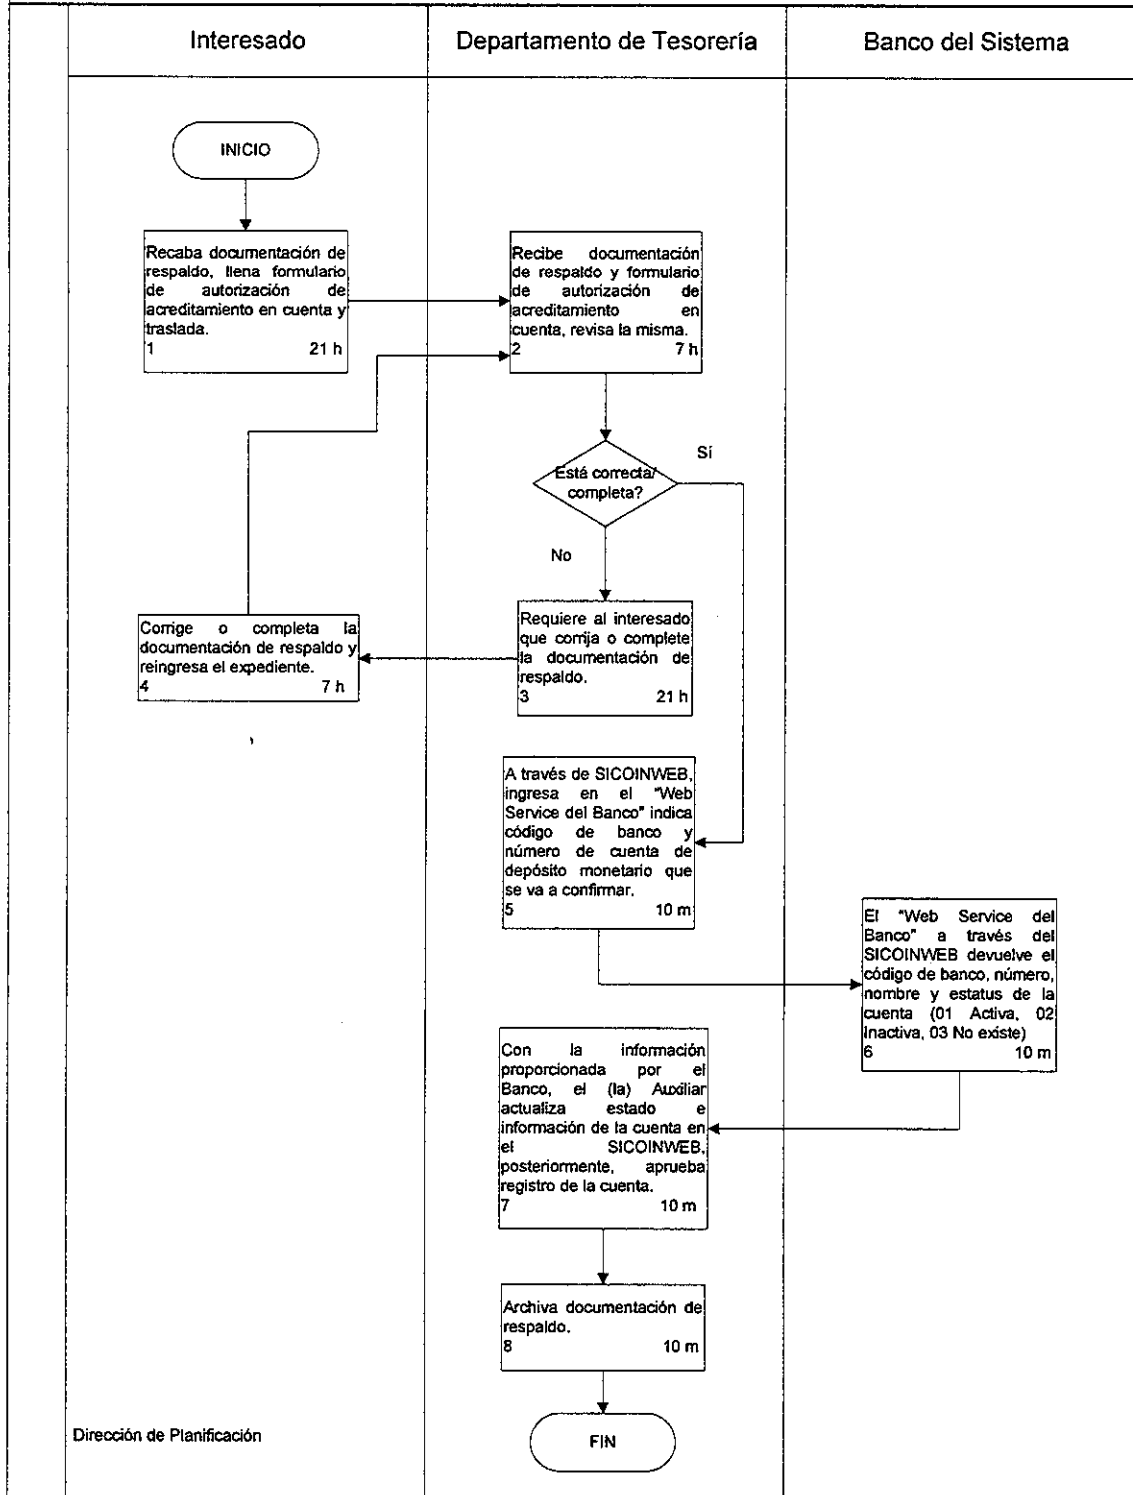 Interesado
Departamento de Tesorería
Banco del Sistema
INICIO
Recaba documentación de
respaldo, llena formulario
de autorización de
acreditamiento en cuenta y
traslada.
1 21 h
Recibe documentación
de respaldo y formulario
de autorización de
acreditamiento en
cuenta, revisa la misma.
2 7 h
Está correcta/
completa?
Sí
No
Requiere al interesado
que corrija o complete
la documentación de
respaldo.
3 21 h
Corrige o completa la
documentación de respaldo y
reingresa el expediente.
4 7 h
A través de SICOINWEB,
ingresa en el "Web
Service del Banco" indica
código de banco y
número de cuenta de
depósito monetario que
se va a confirmar.
5 10 m
El "Web Service del
Banco" a través del
SICOINWEB devuelve el
código de banco, número,
nombre y estatus de la
cuenta (01 Activa, 02
Inactiva, 03 No existe)
6 10 m
Con la información
proporcionada por el
Banco, el (la) Auxiliar
actualiza estado e
información de la cuenta en
el SICOINWEB,
posteriormente, aprueba
registro de la cuenta.
7 10 m
Archiva documentación de
respaldo.
8 10 m
FIN
Dirección de Planificación